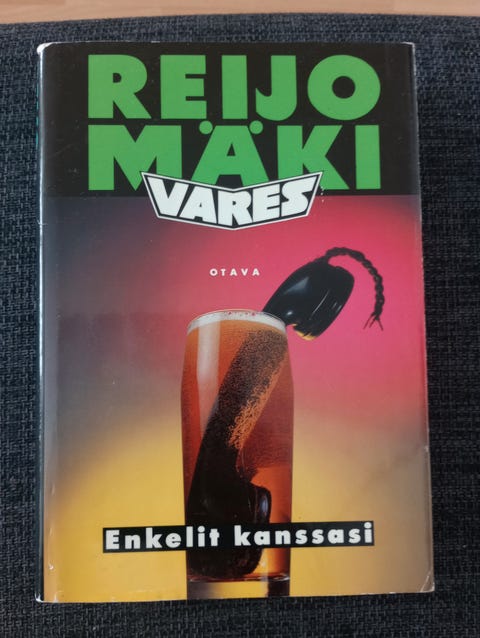 REIJO
MÄKI
VARES
OTAVA
Enkelit kanssasi